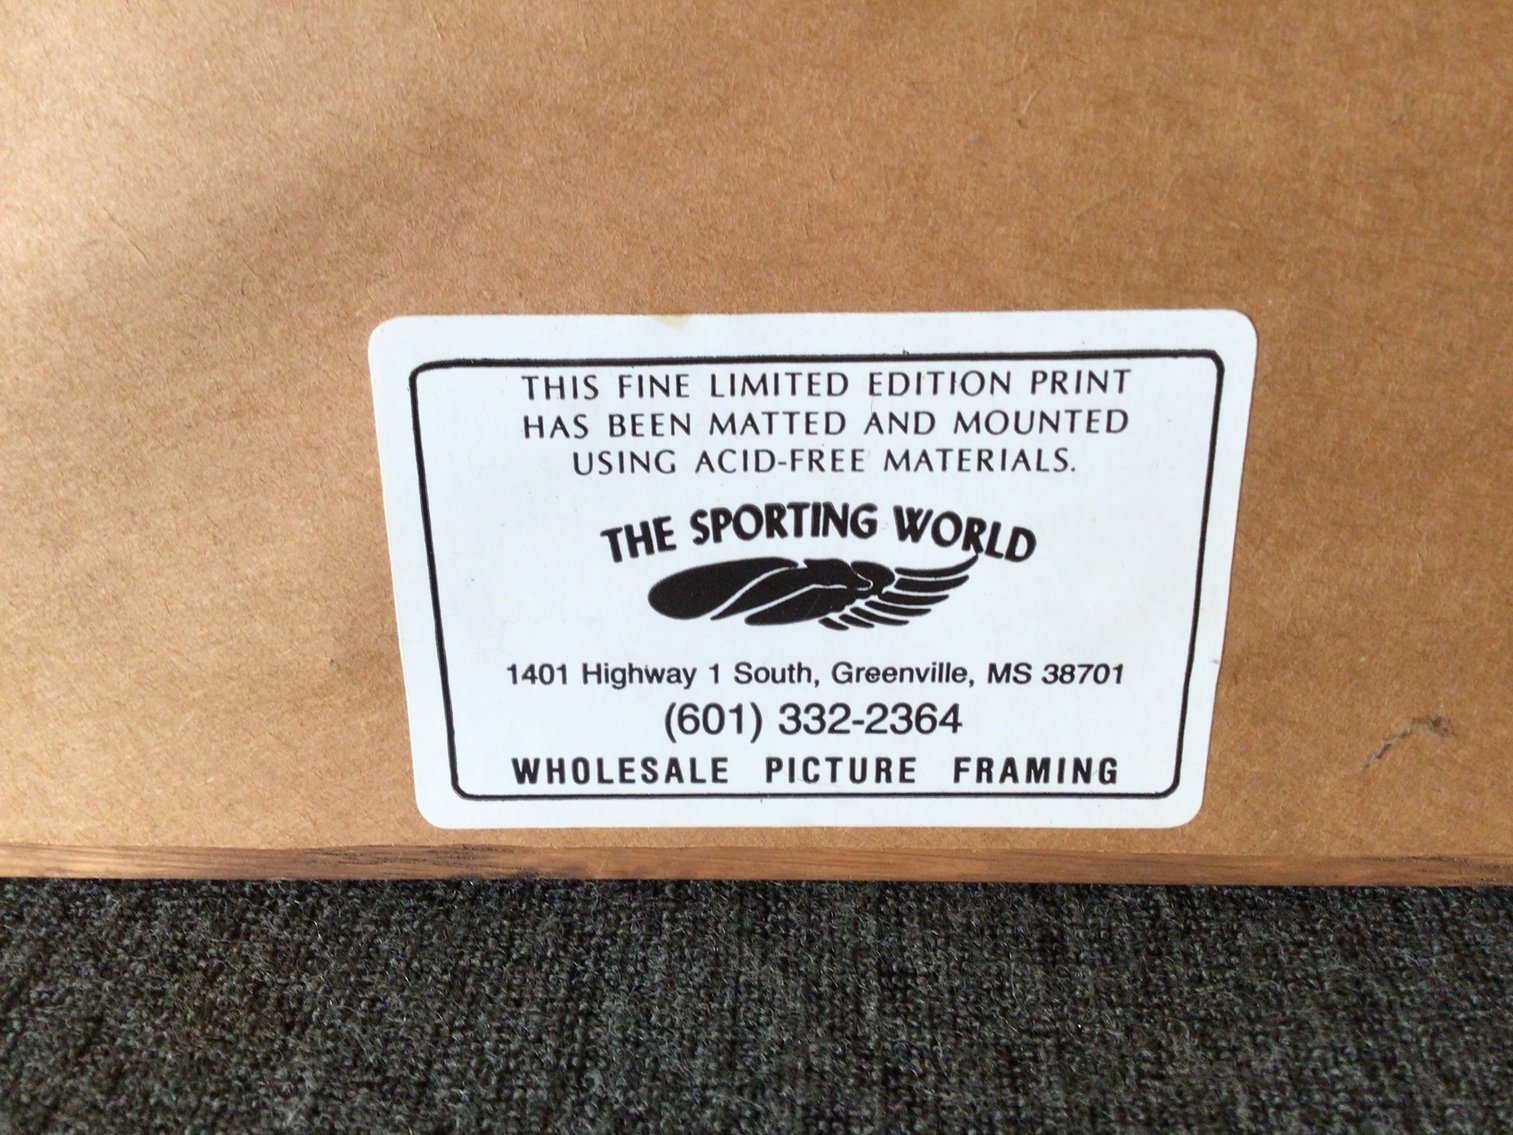 THIS FINE LIMITED EDITION PRINT
HAS BEEN MATTED AND MOUNTED
USING ACID-FREE MATERIALS.
THE SPORTING WORLD
1401 Highway 1 South, Greenville, MS 38701
(601) 332-2364
WHOLESALE PICTURE FRAMING